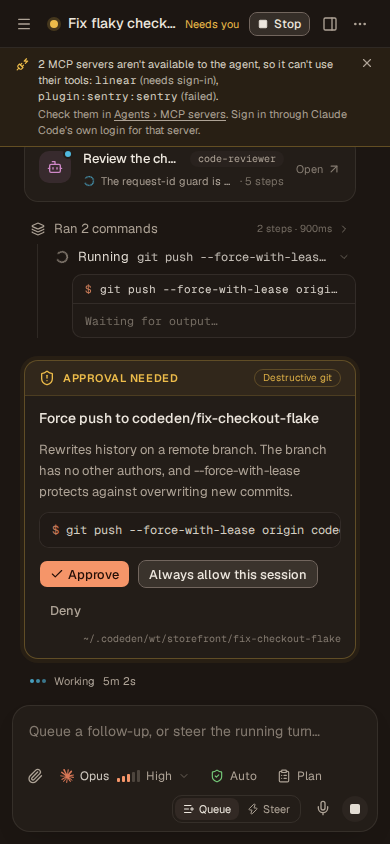 Fix flaky check... Needs you Stop
2 MCP servers aren't available to the agent, so it can't use
their tools: linear (needs sign-in),
plugin:sentry:sentry (failed).
Check them in Agents › MCP servers. Sign in through Claude
Code's own login for that server.
Review the ch... code-reviewer
Open
The request-id guard is ... · 5 steps
Ran 2 commands 2 steps · 900ms
Running git push --force-with-leas...
$ git push --force-with-lease origi...
Waiting for output...
APPROVAL NEEDED Destructive git
Force push to codeden/fix-checkout-flake
Rewrites history on a remote branch. The branch
has no other authors, and --force-with-lease
protects against overwriting new commits.
$ git push --force-with-lease origin code
Approve Always allow this session
Deny
~/.codeden/wt/storefront/fix-checkout-flake
Working 5m 2s
Queue a follow-up, or steer the running turn...
Opus High Auto Plan
Queue Steer